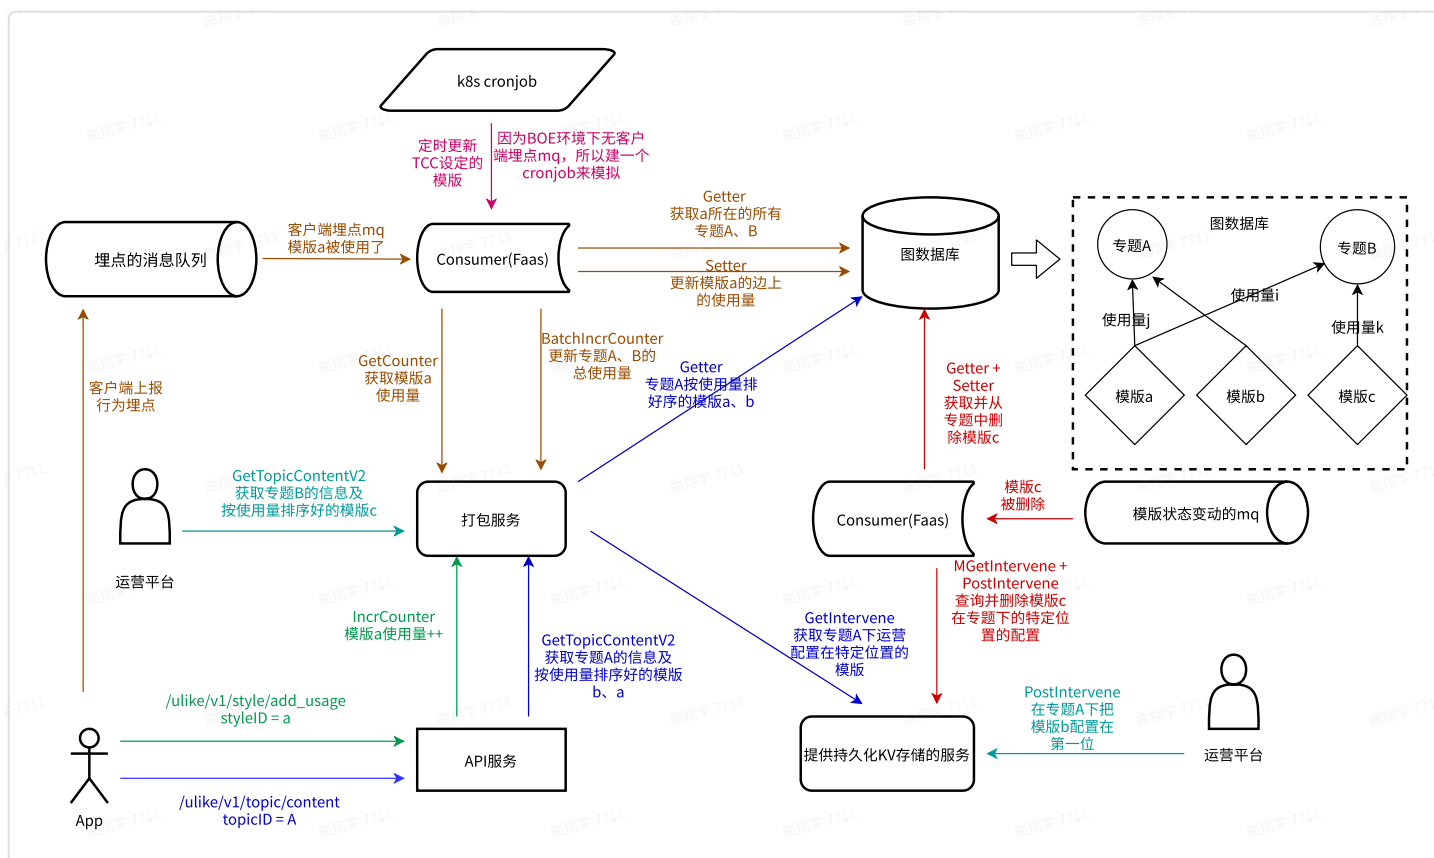 k8s cronjob
定时更新
TCC设定的
模版
因为BOE环境下无客户
端埋点mq，所以建一个
cronjob来模拟
埋点的消息队列
客户端埋点mq
模版a被使用了
Consumer(Faas)
Getter
获取a所在的所有
专题A、B
Setter
更新模版a的边上
的使用量
图数据库
图数据库
专题A
专题B
使用量i
使用量j
使用量k
模版a
模版b
模版c
GetCounter
获取模版a
使用量
BatchIncrCounter
更新专题A、B的
总使用量
Getter
专题A按使用量排
好序的模版a、b
Getter +
Setter
获取并从
专题中删
除模版c
客户端上报
行为埋点
GetTopicContentV2
获取专题B的信息及
按使用量排序好的模版c
运营平台
打包服务
Consumer(Faas)
模版c
被删除
模版状态变动的mq
MGetIntervene +
PostIntervene
查询并删除模版c
在专题下的特定位
置的配置
IncrCounter
模版a使用量++
GetTopicContentV2
获取专题A的信息及
按使用量排序好的模版
b、a
GetIntervene
获取专题A下运营
配置在特定位置的
模版
/ulike/v1/style/add_usage
styleID = a
API服务
/ulike/v1/topic/content
topicID = A
App
提供持久化KV存储的服务
PostIntervene
在专题A下把
模版b配置在
第一位
运营平台
曲翔宇 7711